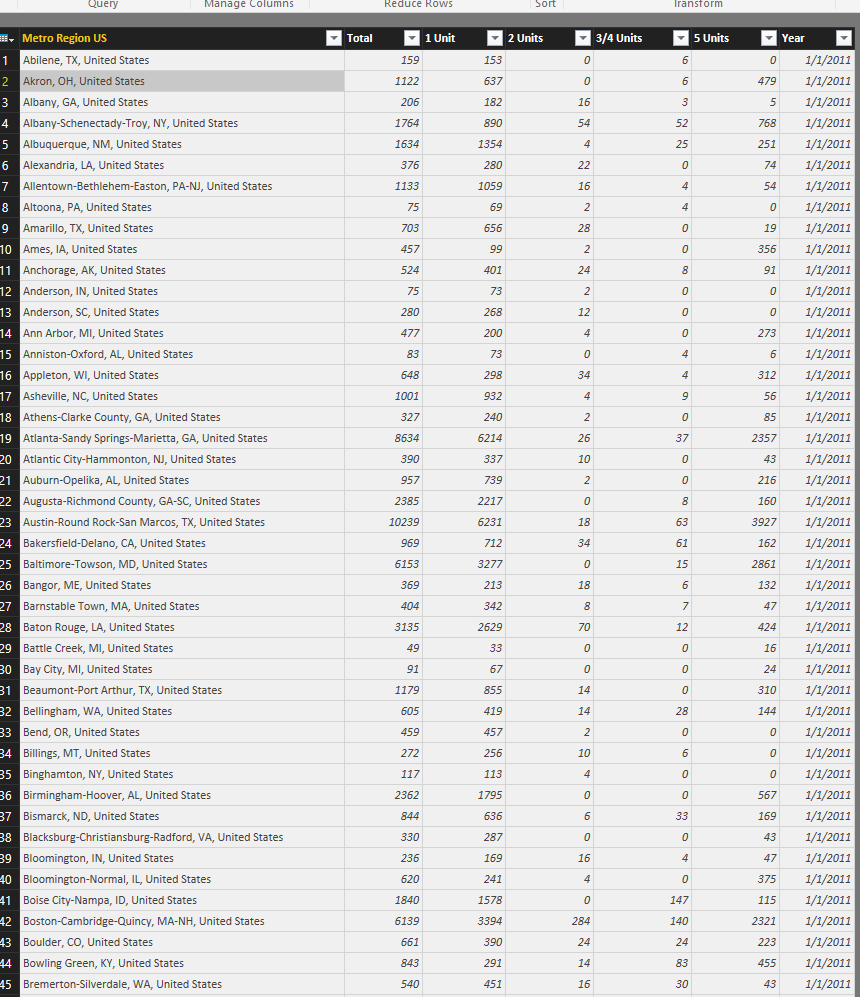 Query Manage Columns Reduce Rows Sort Transform
Metro Region US Total 1 Unit 2 Units 3/4 Units 5 Units Year
1 Abilene, TX, United States 159 153 0 6 0 1/1/2011
2 Akron, OH, United States 1122 637 0 6 479 1/1/2011
3 Albany, GA, United States 206 182 16 3 5 1/1/2011
4 Albany-Schenectady-Troy, NY, United States 1764 890 54 52 768 1/1/2011
5 Albuquerque, NM, United States 1634 1354 4 25 251 1/1/2011
6 Alexandria, LA, United States 376 280 22 0 74 1/1/2011
7 Allentown-Bethlehem-Easton, PA-NJ, United States 1133 1059 16 4 54 1/1/2011
8 Altoona, PA, United States 75 69 2 4 0 1/1/2011
9 Amarillo, TX, United States 703 656 28 0 19 1/1/2011
10 Ames, IA, United States 457 99 2 0 356 1/1/2011
11 Anchorage, AK, United States 524 401 24 8 91 1/1/2011
12 Anderson, IN, United States 75 73 2 0 0 1/1/2011
13 Anderson, SC, United States 280 268 12 0 0 1/1/2011
14 Ann Arbor, MI, United States 477 200 4 0 273 1/1/2011
15 Anniston-Oxford, AL, United States 83 73 0 4 6 1/1/2011
16 Appleton, WI, United States 648 298 34 4 312 1/1/2011
17 Asheville, NC, United States 1001 932 4 9 56 1/1/2011
18 Athens-Clarke County, GA, United States 327 240 2 0 85 1/1/2011
19 Atlanta-Sandy Springs-Marietta, GA, United States 8634 6214 26 37 2357 1/1/2011
20 Atlantic City-Hammonton, NJ, United States 390 337 10 0 43 1/1/2011
21 Auburn-Opelika, AL, United States 957 739 2 0 216 1/1/2011
22 Augusta-Richmond County, GA-SC, United States 2385 2217 0 8 160 1/1/2011
23 Austin-Round Rock-San Marcos, TX, United States 10239 6231 18 63 3927 1/1/2011
24 Bakersfield-Delano, CA, United States 969 712 34 61 162 1/1/2011
25 Baltimore-Towson, MD, United States 6153 3277 0 15 2861 1/1/2011
26 Bangor, ME, United States 369 213 18 6 132 1/1/2011
27 Barnstable Town, MA, United States 404 342 8 7 47 1/1/2011
28 Baton Rouge, LA, United States 3135 2629 70 12 424 1/1/2011
29 Battle Creek, MI, United States 49 33 0 0 16 1/1/2011
30 Bay City, MI, United States 91 67 0 0 24 1/1/2011
31 Beaumont-Port Arthur, TX, United States 1179 855 14 0 310 1/1/2011
32 Bellingham, WA, United States 605 419 14 28 144 1/1/2011
33 Bend, OR, United States 459 457 2 0 0 1/1/2011
34 Billings, MT, United States 272 256 10 6 0 1/1/2011
35 Binghamton, NY, United States 117 113 4 0 0 1/1/2011
36 Birmingham-Hoover, AL, United States 2362 1795 0 0 567 1/1/2011
37 Bismarck, ND, United States 844 636 6 33 169 1/1/2011
38 Blacksburg-Christiansburg-Radford, VA, United States 330 287 0 0 43 1/1/2011
39 Bloomington, IN, United States 236 169 16 4 47 1/1/2011
40 Bloomington-Normal, IL, United States 620 241 4 0 375 1/1/2011
41 Boise City-Nampa, ID, United States 1840 1578 0 147 115 1/1/2011
42 Boston-Cambridge-Quincy, MA-NH, United States 6139 3394 284 140 2321 1/1/2011
43 Boulder, CO, United States 661 390 24 24 223 1/1/2011
44 Bowling Green, KY, United States 843 291 14 83 455 1/1/2011
45 Bremerton-Silverdale, WA, United States 540 451 16 30 43 1/1/2011